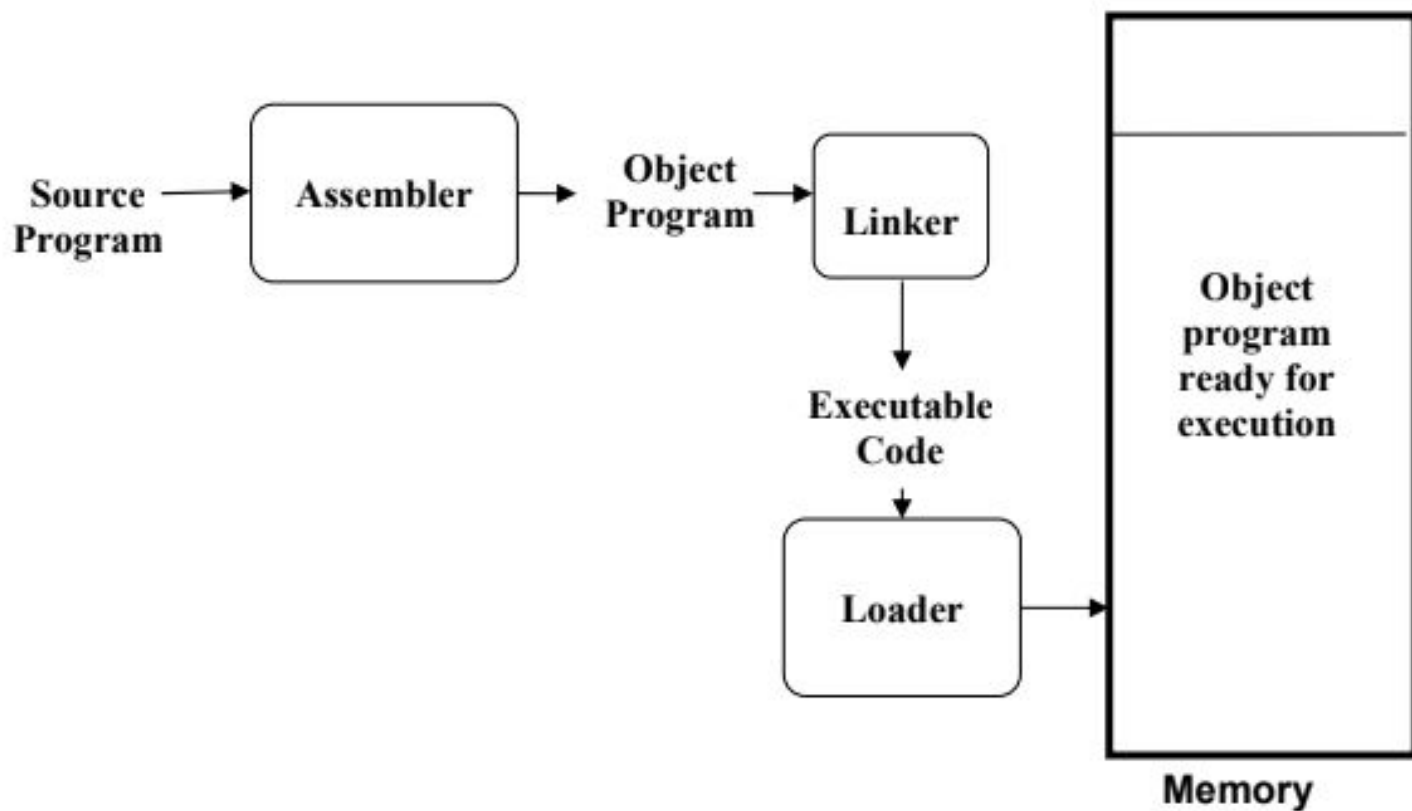 Source
Program
Assembler
Object
Program
Linker
Executable
Code
Loader
Object
program
ready for
execution
Memory